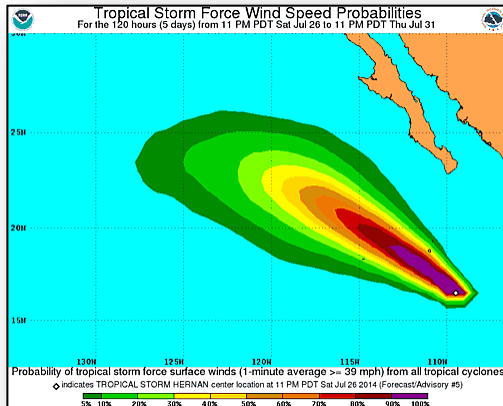 Tropical Storm Force Wind Speed Probabilities
For the 120 hours (5 days) from 11 PM PDT Sat Jul 26 to 11 PM PDT Thu Jul 31
30N
25N
20N
15N
130W 125W 120W 115W 110W
Probability of tropical storm force surface winds (1-minute average >= 39 mph) from all tropical cyclones
indicates TROPICAL STORM HERNAN center location at 11 PM PDT Sat Jul 26 2014 (Forecast/Advisory #5)
5% 10% 20% 30% 40% 50% 60% 70% 80% 90% 100%